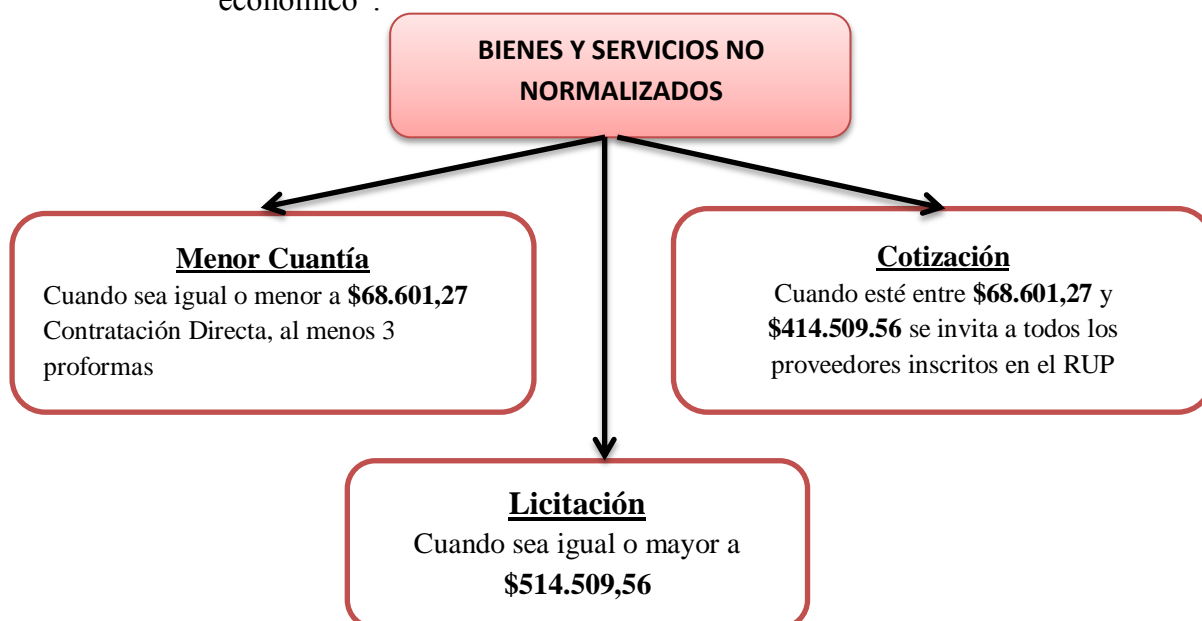 económico".
BIENES Y SERVICIOS NO
NORMALIZADOS
Menor Cuantía
Cuando sea igual o menor a $68.601,27
Contratación Directa, al menos 3
proformas
Cotización
Cuando esté entre $68.601,27 y
$414.509.56 se invita a todos los
proveedores inscritos en el RUP
Licitación
Cuando sea igual o mayor a
$514.509,56